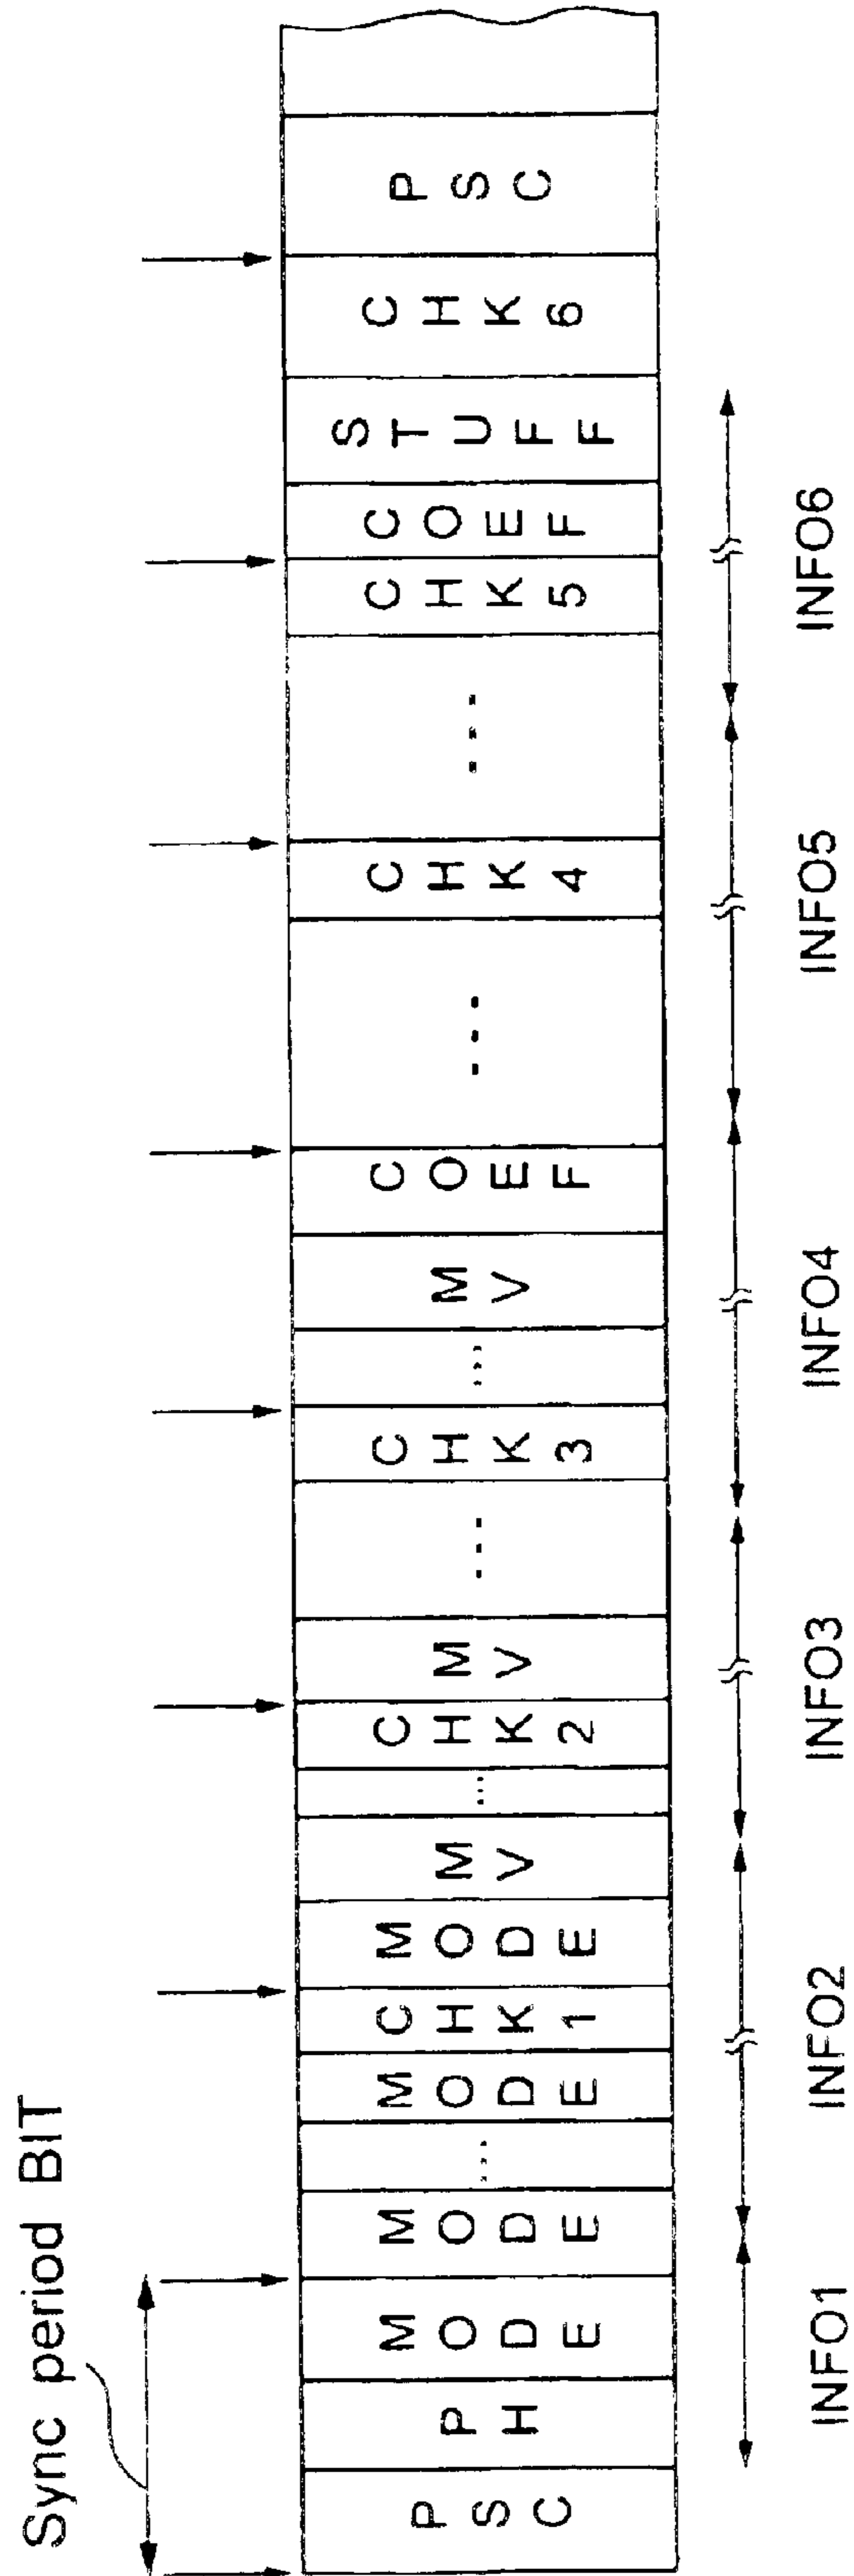 Sync period BIT
PSC
PH
MODE
MODE
...
MODE
CHK1
MODE
MV
...
CHK2
MV
...
CHK3
...
MV
COEF
...
CHK4
...
CHK5
COEF
STUFF
CHK6
PSC
INFO1
INFO2
INFO3
INFO4
INFO5
INFO6